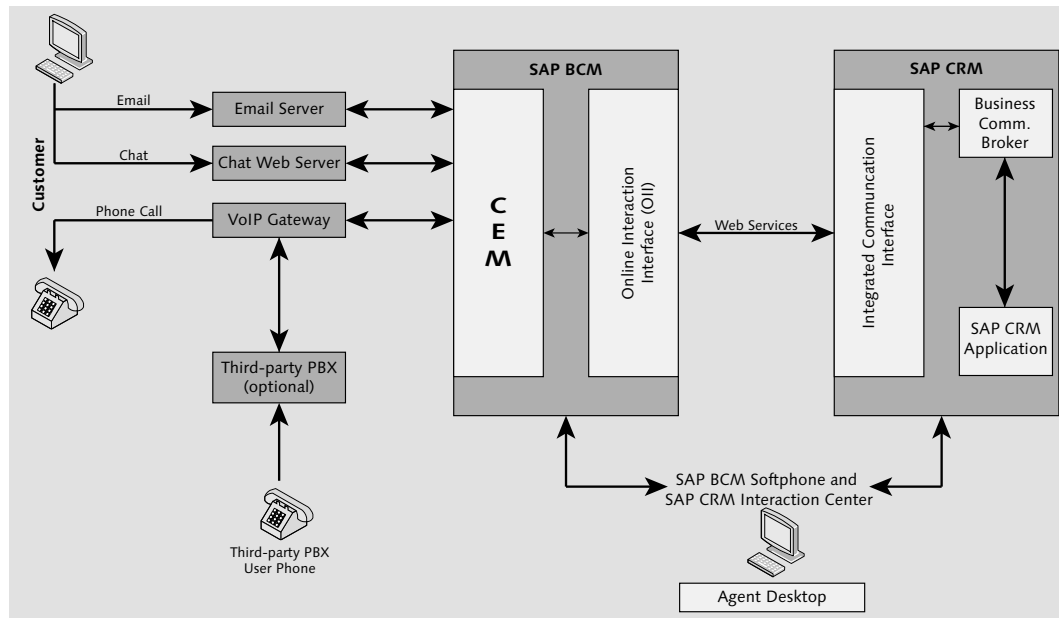 SAP BCM
SAP CRM
Email
Email Server
Chat
Chat Web Server
Customer
Phone Call
VoIP Gateway
Third-party PBX
(optional)
Third-party PBX
User Phone
C
E
M
Online Interaction
Interface (OII)
Web Services
Integrated Communcation
Interface
Business
Comm.
Broker
SAP CRM
Application
SAP BCM Softphone and
SAP CRM Interaction Center
Agent Desktop